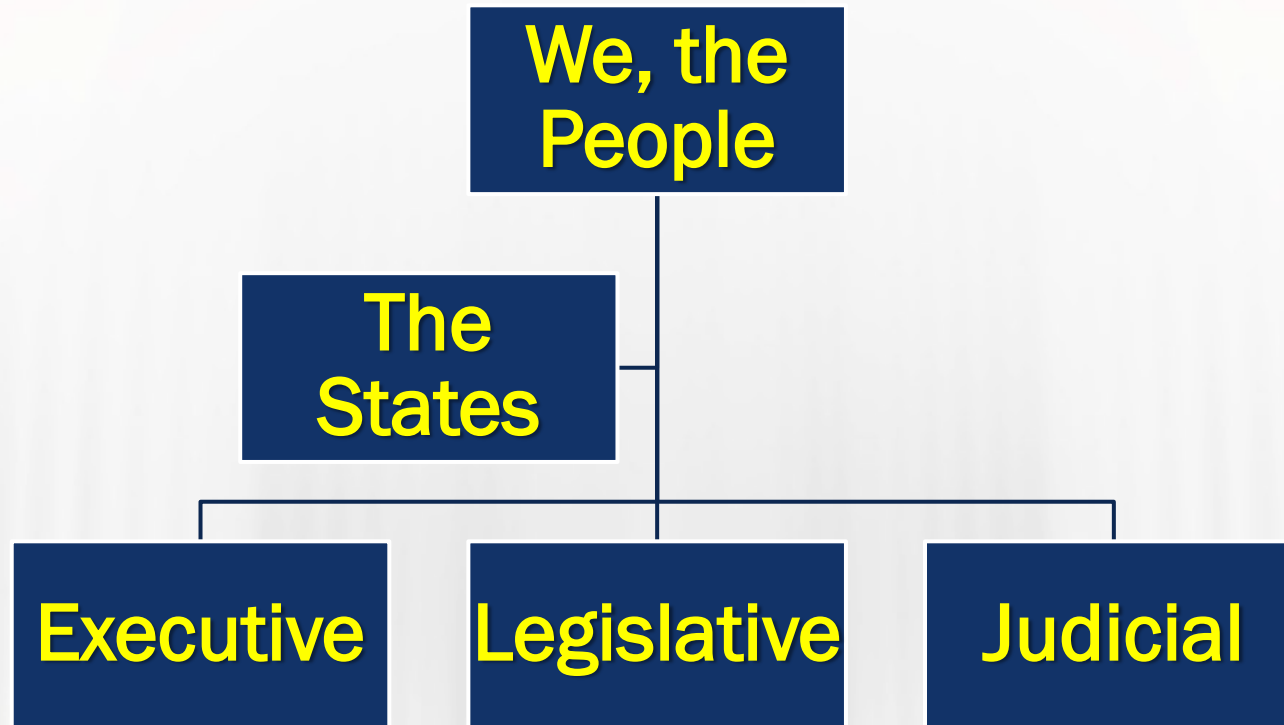 We, the
People
The
States
Executive
Legislative
Judicial